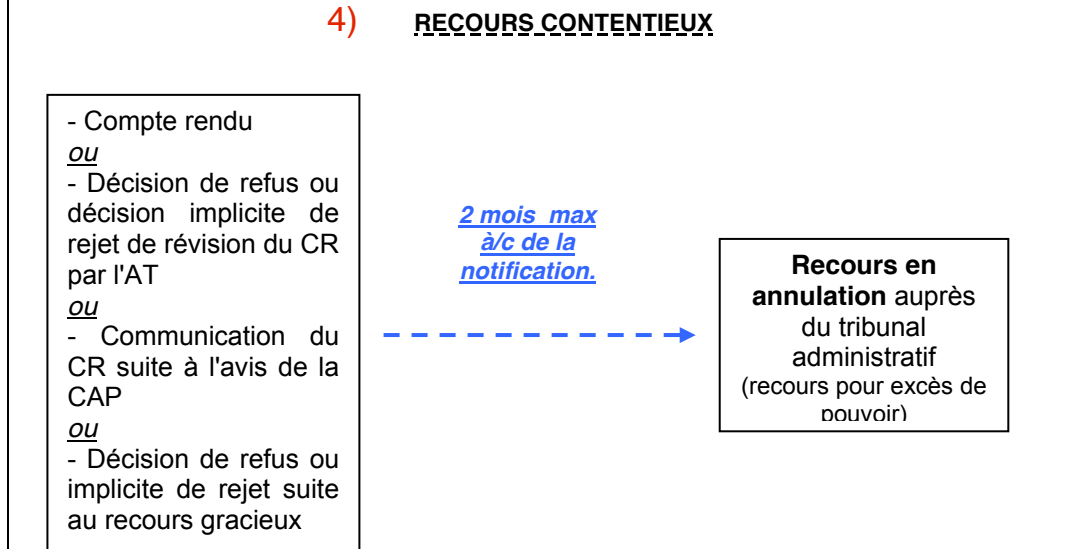 4) RECOURS CONTENTIEUX
- Compte rendu
ou
- Décision de refus ou
décision implicite de
rejet de révision du CR
par l'AT
ou
- Communication du
CR suite à l'avis de la
CAP
ou
- Décision de refus ou
implicite de rejet suite
au recours gracieux
2 mois max
à/c de la
notification.
Recours en
annulation auprès
du tribunal
administratif
(recours pour excès de
pouvoir)